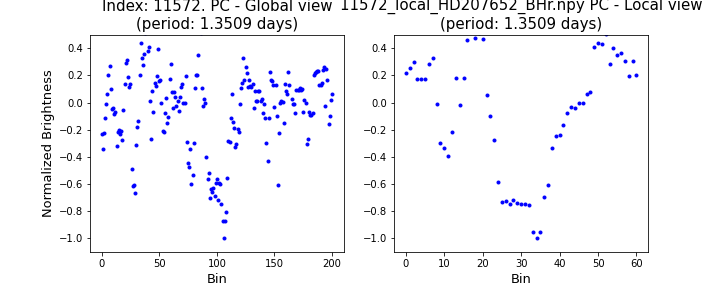 Index: 11572. PC - Global view
(period: 1.3509 days)
11572_local_HD207652_BHr.npy PC - Local view
(period: 1.3509 days)
Normalized Brightness
0.4
0.2
0.0
−0.2
−0.4
−0.6
−0.8
−1.0
0 50 100 150 200
Bin
0.4
0.2
0.0
−0.2
−0.4
−0.6
−0.8
−1.0
0 20 40 60
Bin